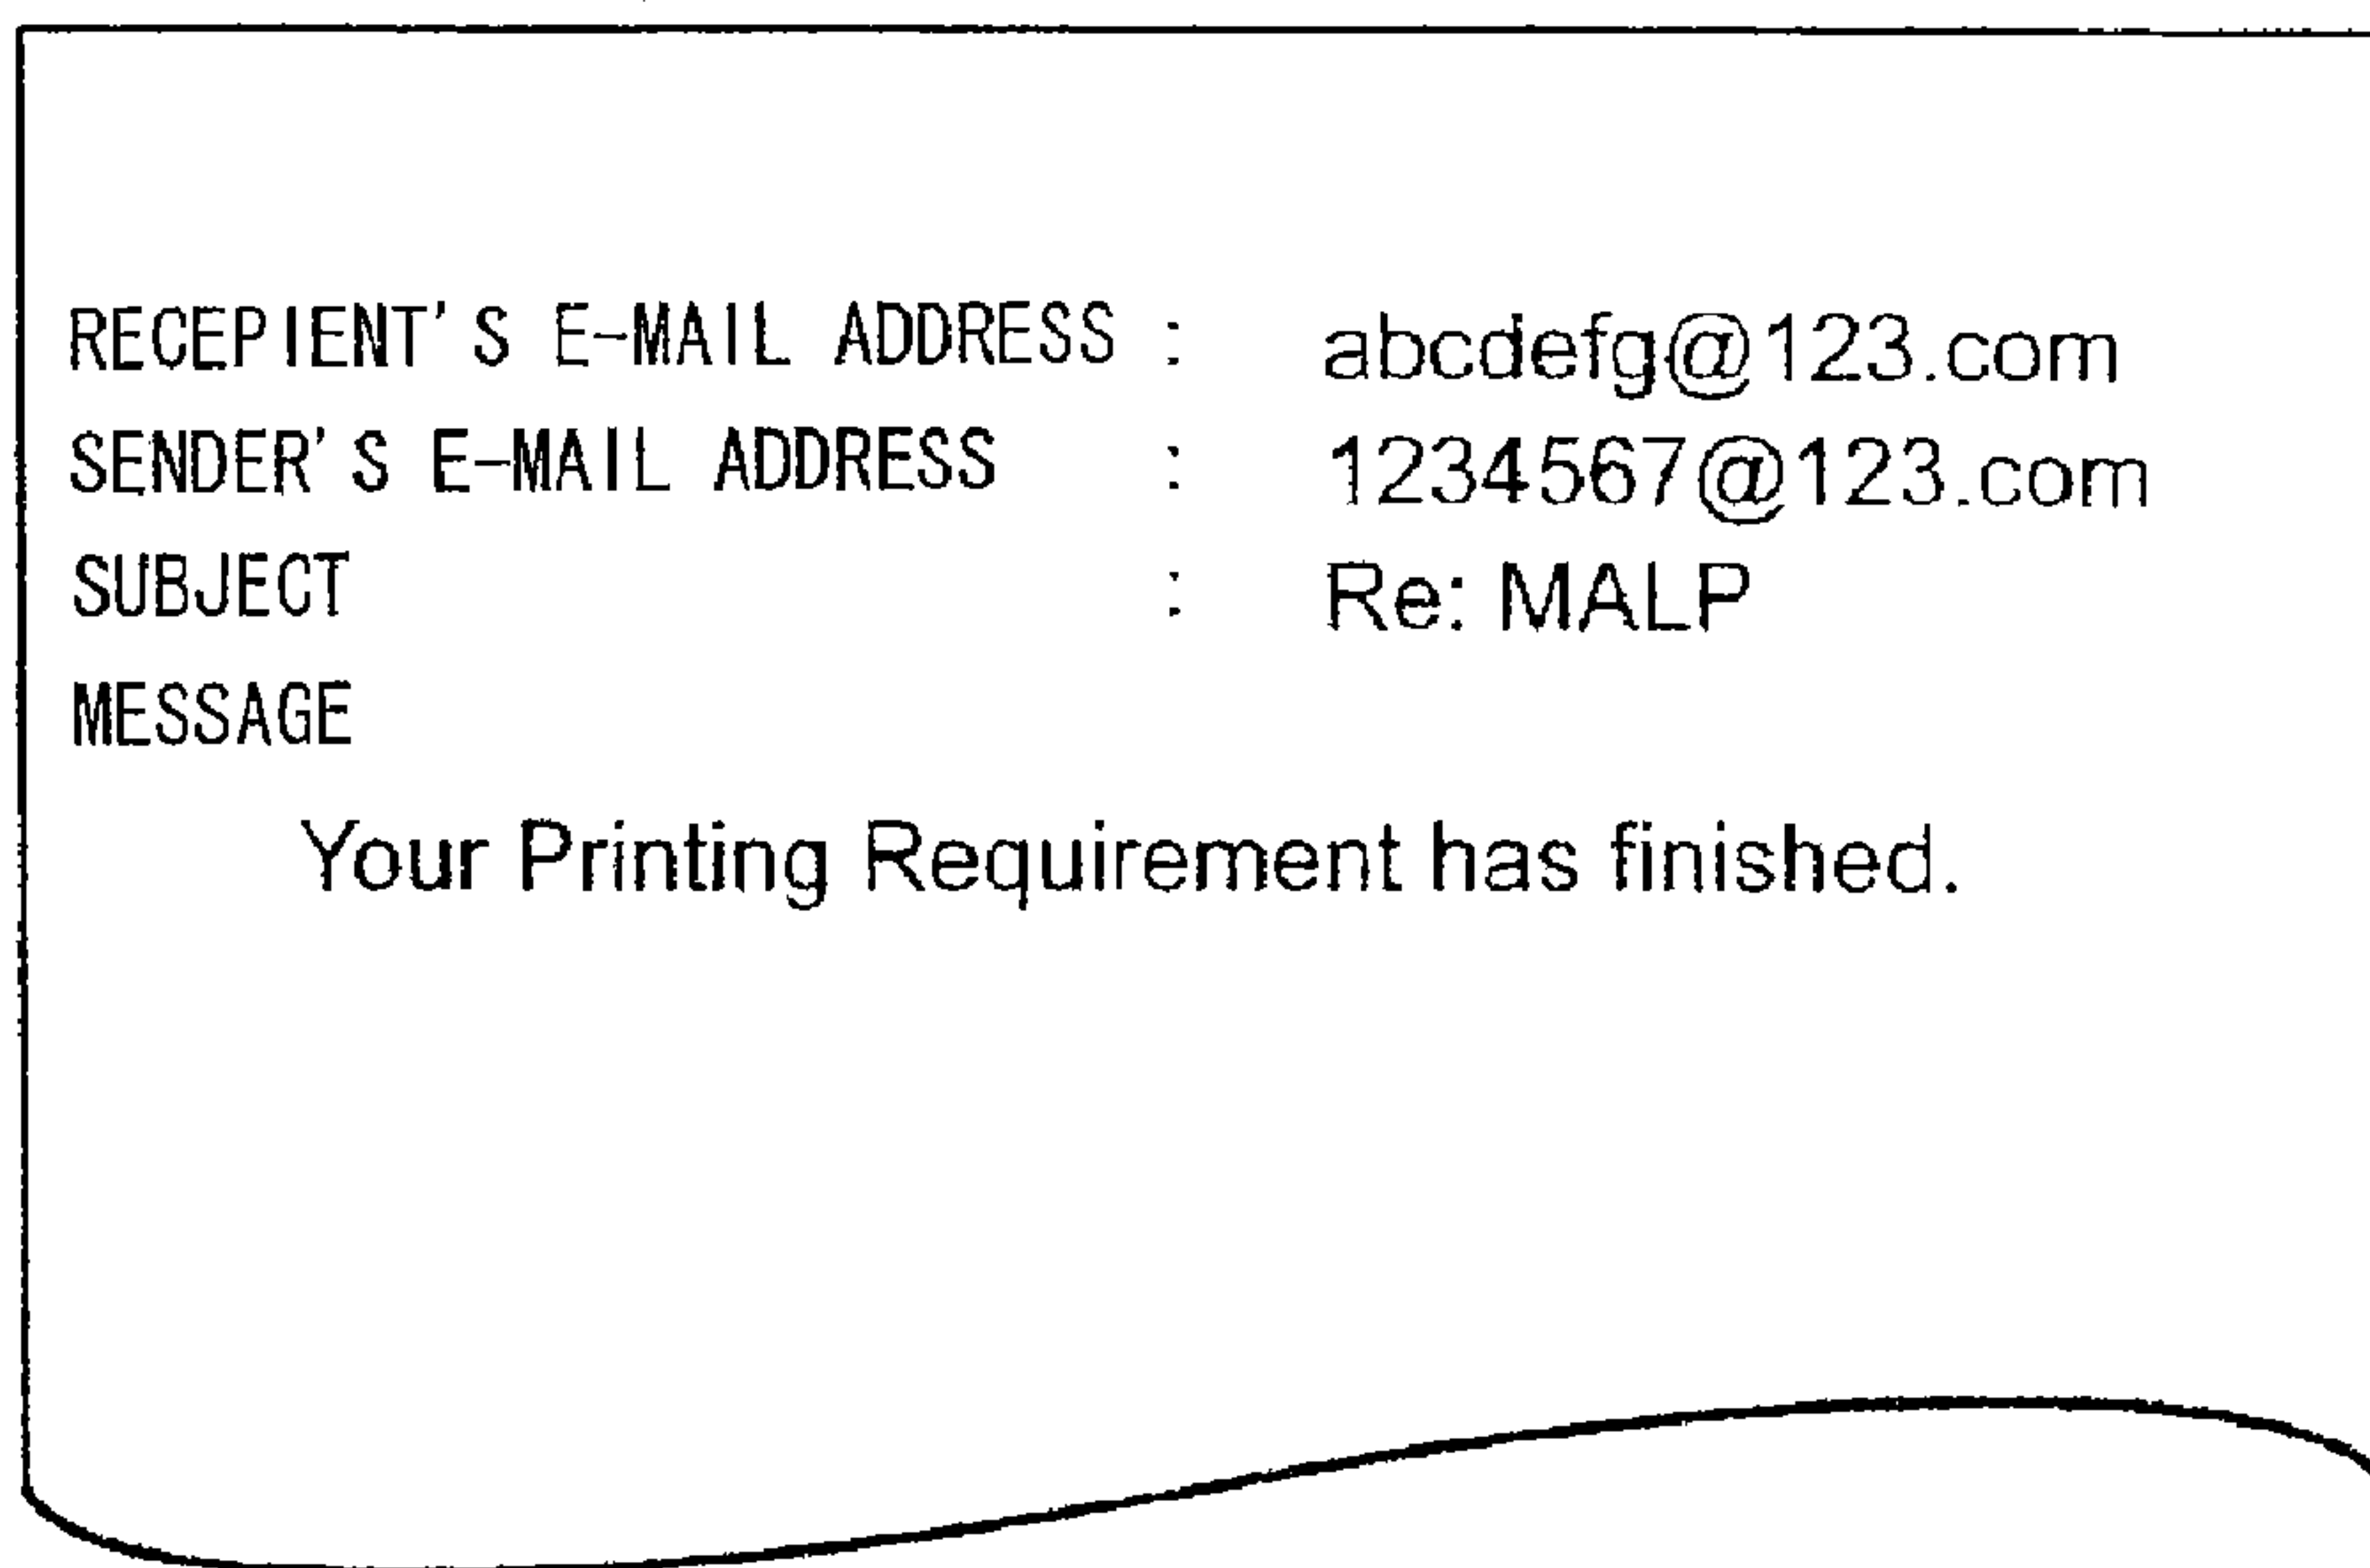 RECEPIENT'S E-MAIL ADDRESS : abcdefg@123.com
SENDER'S E-MAIL ADDRESS : 1234567@123.com
SUBJECT : Re: MALP
MESSAGE
Your Printing Requirement has finished.